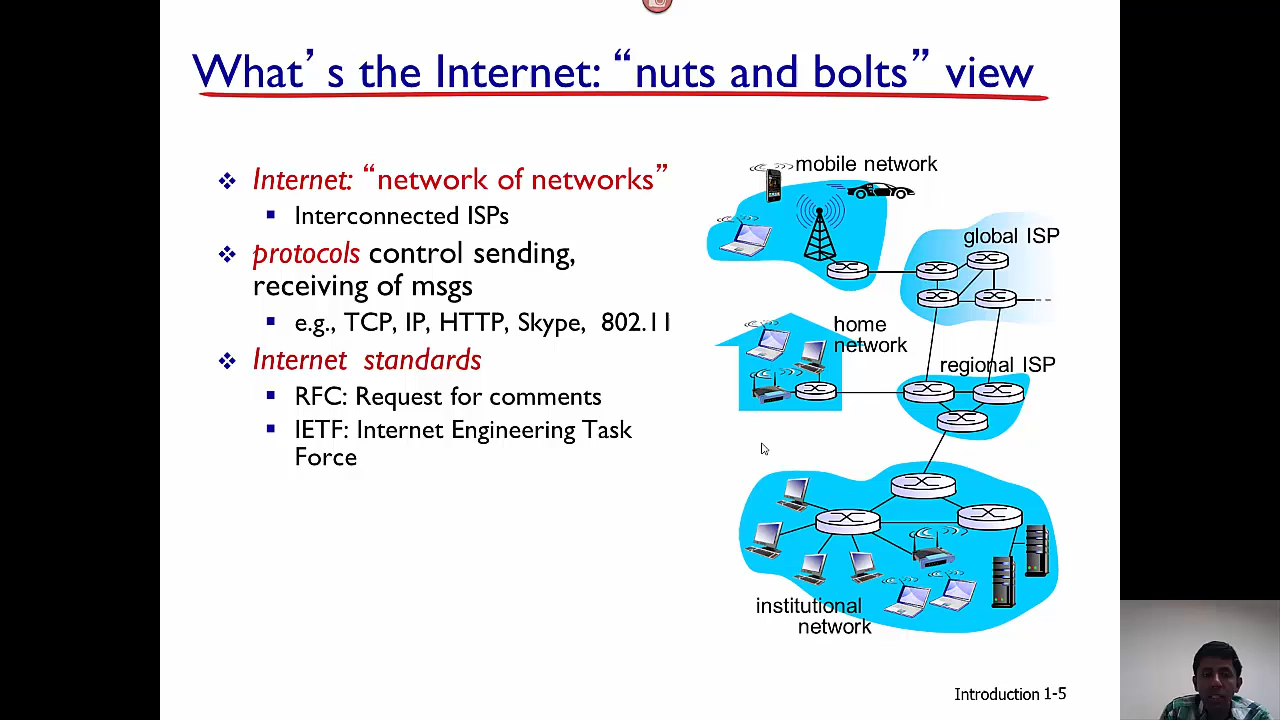 What's the Internet: “nuts and bolts” view
Internet: “network of networks”
Interconnected ISPs
protocols control sending,
receiving of msgs
e.g., TCP, IP, HTTP, Skype, 802.11
Internet standards
RFC: Request for comments
IETF: Internet Engineering Task
Force
mobile network
global ISP
home
network
regional ISP
institutional
network
Introduction 1-5